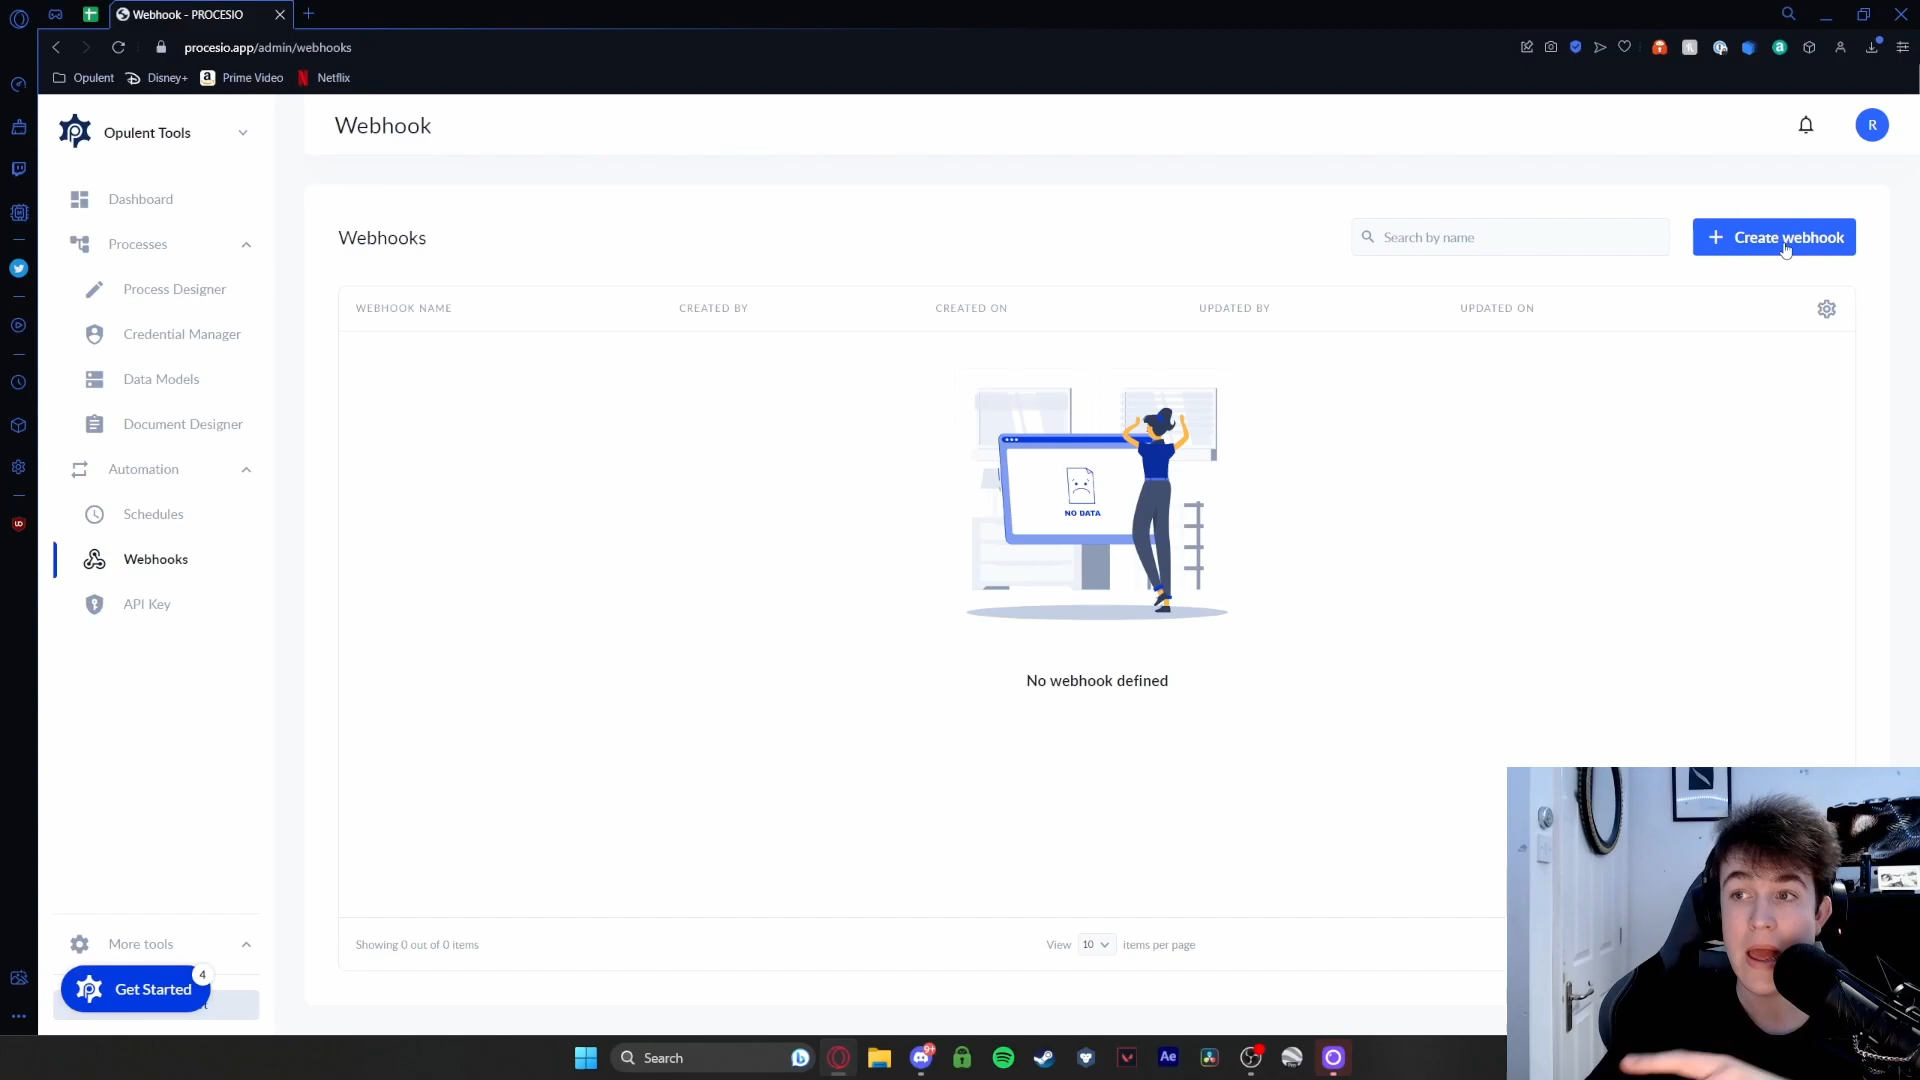 Webhook - PROCESIO
procesio.app/admin/webhooks
Opulent
Disney+
Prime Video
Netflix
Opulent Tools
Webhook
R
Dashboard
Processes
Process Designer
Credential Manager
Data Models
Document Designer
Automation
Schedules
Webhooks
API Key
Webhooks
Search by name
+ Create webhook
WEBHOOK NAME
CREATED BY
CREATED ON
UPDATED BY
UPDATED ON
NO DATA
No webhook defined
Showing 0 out of 0 items
View 10 items per page
More tools
Get Started
4
Search
9+
Ae